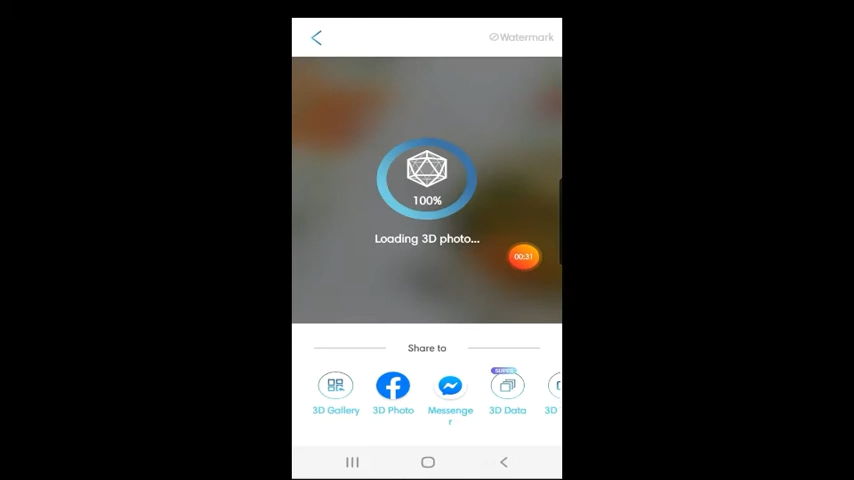 Watermark
100%
Loading 3D photo...
00:31
Share to
SUPER
3D Gallery
3D Photo
Messenge
r
3D Data
3D